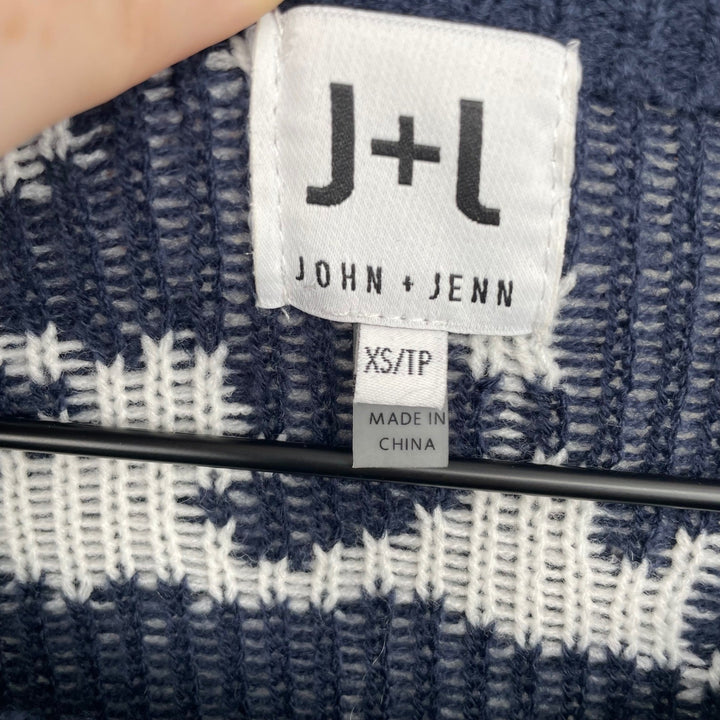 J+J
JOHN + JENN
XS/TP
MADE IN
CHINA